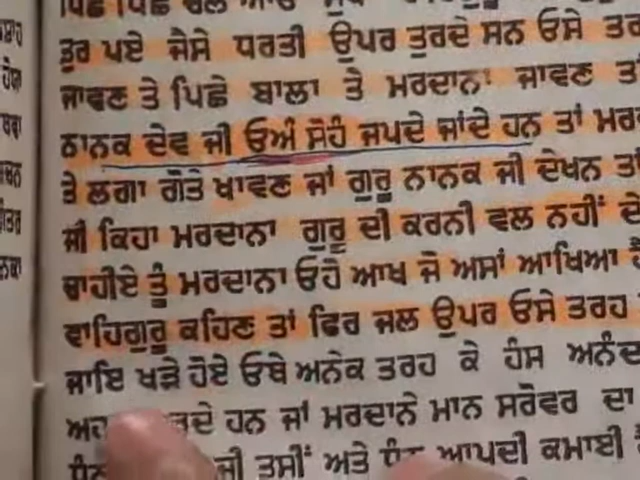 ਤੁਰ ਪਏ ਜੈਸੇ ਧਰਤੀ ਉਪਰ ਤੁਰਦੇ ਸਨ ਓਸੇ ਤਰ
ਜਾਵਣ ਤੇ ਪਿਛੇ ਬਾਲਾ ਤੇ ਮਰਦਾਨਾ ਜਾਵਣ ਤਾਂ
ਨਾਨਕ ਦੇਵ ਜੀ ਓਅੰ ਸੋਹੰ ਜਪਦੇ ਜਾਂਦੇ ਹਨ ਤਾਂ ਮਰ
ਤੇ ਲਗਾ ਗੋਤੇ ਖਾਵਣ ਜਾਂ ਗੁਰੂ ਨਾਨਕ ਜੀ ਦੇਖਨ ਤਾਂ
ਜੀ ਕਿਹਾ ਮਰਦਾਨਾ ਗੁਰੂ ਦੀ ਕਰਨੀ ਵਲ ਨਹੀਂ ਦੇ
ਚਾਹੀਏ ਤੂੰ ਮਰਦਾਨਾ ਓਹੋ ਆਖ ਜੋ ਅਸਾਂ ਆਖਿਆ ਹੈ
ਵਾਹਿਗੁਰੂ ਕਹਿਣ ਤਾਂ ਫਿਰ ਜਲ ਉਪਰ ਓਸੇ ਤਰਹ
ਜਾਇ ਖੜੇ ਹੋਏ ਓਥੇ ਅਨੇਕ ਤਰਹ ਕੇ ਹੰਸ ਅਨੰਦ
ਹਨ ਜਾਂ ਮਰਦਾਨੇ ਮਾਨ ਸਰੋਵਰ ਦਾ
ਜੀ ਤੁਸੀਂ ਅਤੇ ਆਪਦੀ ਕਮਾਈ